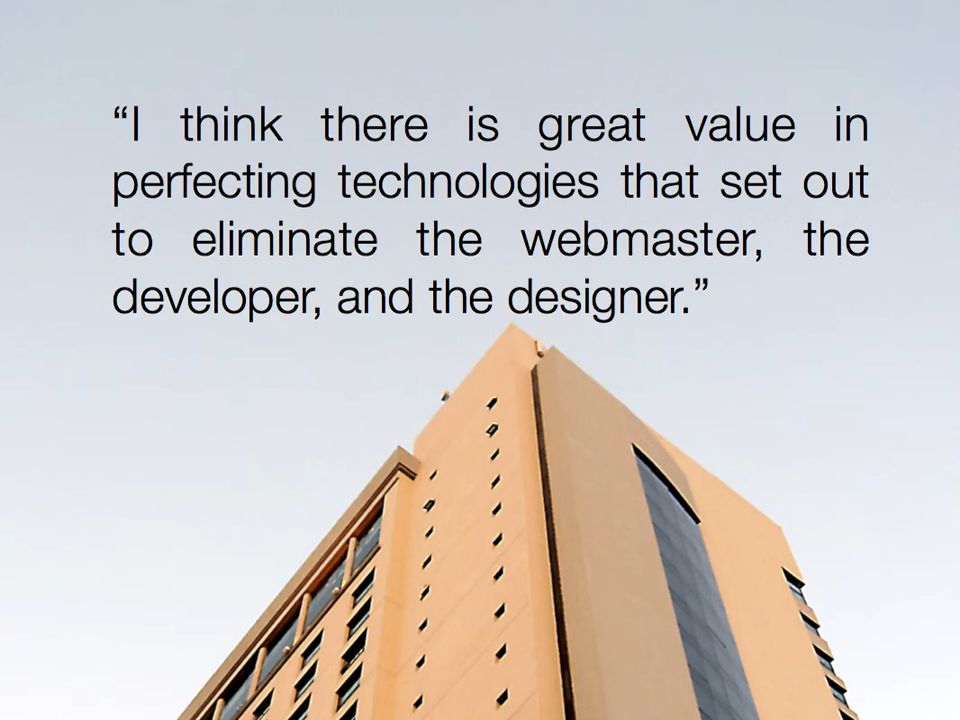 “I think there is great value in
perfecting technologies that set out
to eliminate the webmaster, the
developer, and the designer.”